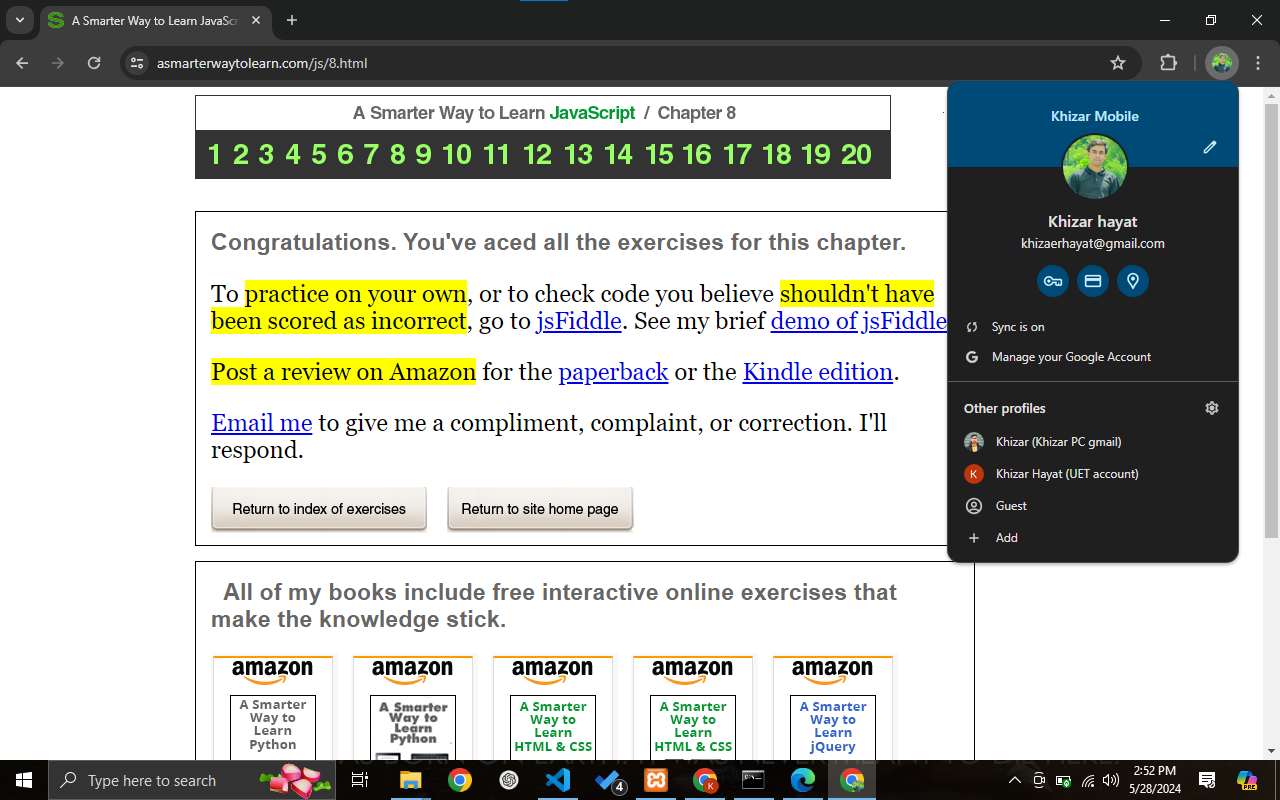 A Smarter Way to Learn JavaScr
asmarterwaytolearn.com/js/8.html
A Smarter Way to Learn JavaScript / Chapter 8
1 2 3 4 5 6 7 8 9 10 11 12 13 14 15 16 17 18 19 20
Congratulations. You've aced all the exercises for this chapter.
To practice on your own, or to check code you believe shouldn't have
been scored as incorrect, go to jsFiddle. See my brief demo of jsFiddle
Post a review on Amazon for the paperback or the Kindle edition.
Email me to give me a compliment, complaint, or correction. I'll
respond.
Return to index of exercises
Return to site home page
All of my books include free interactive online exercises that
make the knowledge stick.
amazon
A Smarter
Way to
Learn
Python
amazon
A Smarter
Way to
Learn
Python
amazon
A Smarter
Way to
Learn
HTML & CSS
amazon
A Smarter
Way to
Learn
HTML & CSS
amazon
A Smarter
Way to
Learn
jQuery
Khizar Mobile
Khizar hayat
khizaerhayat@gmail.com
Sync is on
G Manage your Google Account
Other profiles
Khizar (Khizar PC gmail)
K Khizar Hayat (UET account)
Guest
Add
Type here to search
4
K
2:52 PM
5/28/2024
PRE